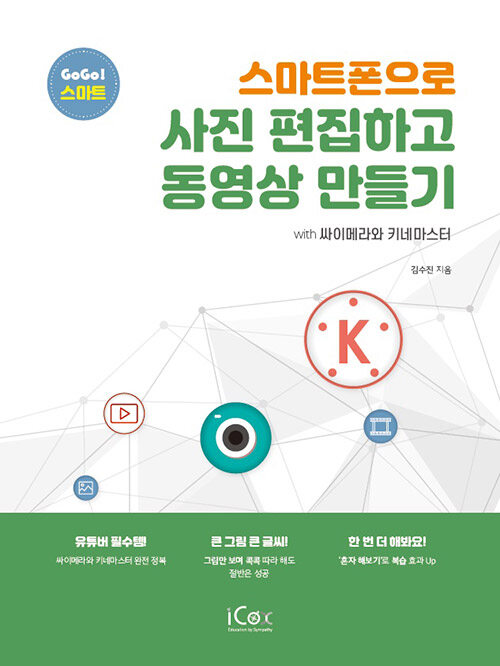 GoGo!
스마트
스마트폰으로
사진 편집하고
동영상 만들기
with 싸이메라와 키네마스터
김수진 지음
K
유튜버 필수템!
싸이메라와 키네마스터 완전 정복
큰 그림 큰 글씨!
그림만 보며 콕콕 따라 해도
절반은 성공
한 번 더 해봐요!
'혼자 해보기'로 복습 효과 Up
iCox
Education by Sympathy